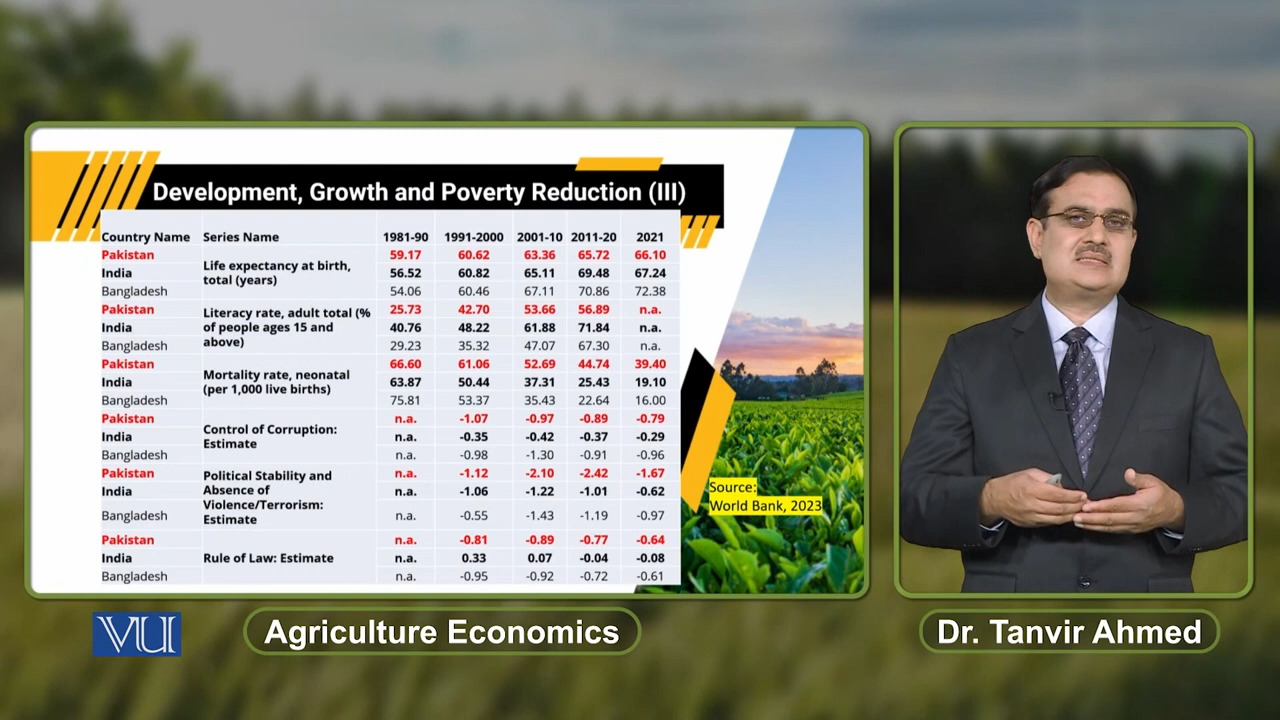 Development, Growth and Poverty Reduction (III)
Country Name Series Name 1981-90 1991-2000 2001-10 2011-20 2021
Pakistan Life expectancy at birth, total (years) 59.17 60.62 63.36 65.72 66.10
India 56.52 60.82 65.11 69.48 67.24
Bangladesh 54.06 60.46 67.11 70.86 72.38
Pakistan Literacy rate, adult total (% of people ages 15 and above) 25.73 42.70 53.66 56.89 n.a.
India 40.76 48.22 61.88 71.84 n.a.
Bangladesh 29.23 35.32 47.07 67.30 n.a.
Pakistan Mortality rate, neonatal (per 1,000 live births) 66.60 61.06 52.69 44.74 39.40
India 63.87 50.44 37.31 25.43 19.10
Bangladesh 75.81 53.37 35.43 22.64 16.00
Pakistan Control of Corruption: Estimate n.a. -1.07 -0.97 -0.89 -0.79
India n.a. -0.35 -0.42 -0.37 -0.29
Bangladesh n.a. -0.98 -1.30 -0.91 -0.96
Pakistan Political Stability and Absence of Violence/Terrorism: Estimate n.a. -1.12 -2.10 -2.42 -1.67
India n.a. -1.06 -1.22 -1.01 -0.62
Bangladesh n.a. -0.55 -1.43 -1.19 -0.97
Pakistan Rule of Law: Estimate n.a. -0.81 -0.89 -0.77 -0.64
India n.a. 0.33 0.07 -0.04 -0.08
Bangladesh n.a. -0.95 -0.92 -0.72 -0.61
Source:
World Bank, 2023
VU
Agriculture Economics
Dr. Tanvir Ahmed